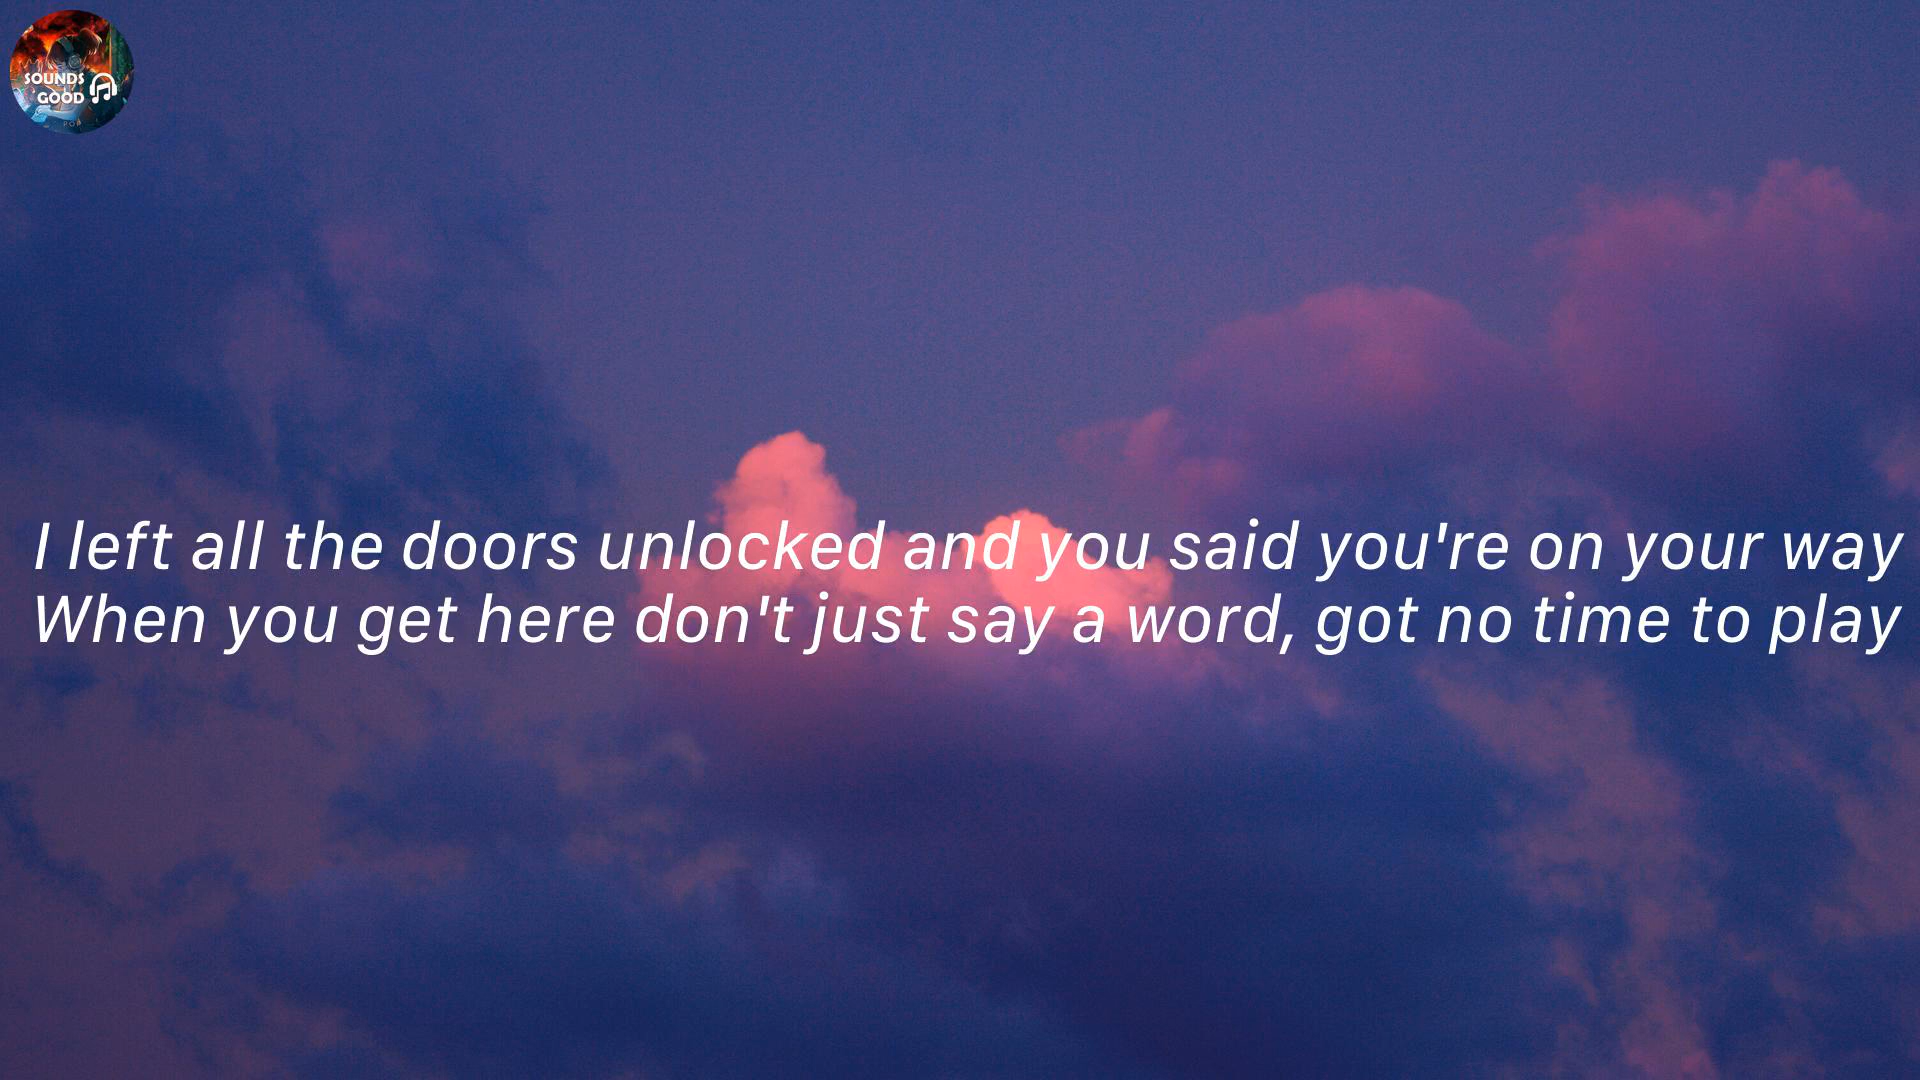 SOUNDS
GOOD
POP
I left all the doors unlocked and you said you're on your way
When you get here don't just say a word, got no time to play